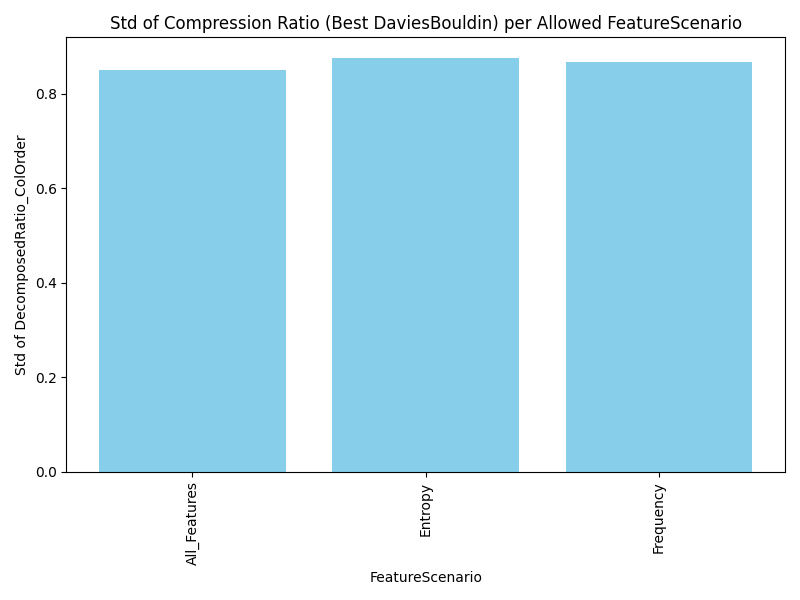 Std of Compression Ratio (Best DaviesBouldin) per Allowed FeatureScenario
Std of DecomposedRatio_ColOrder
0.8
0.6
0.4
0.2
0.0
All_Features
Entropy
Frequency
FeatureScenario